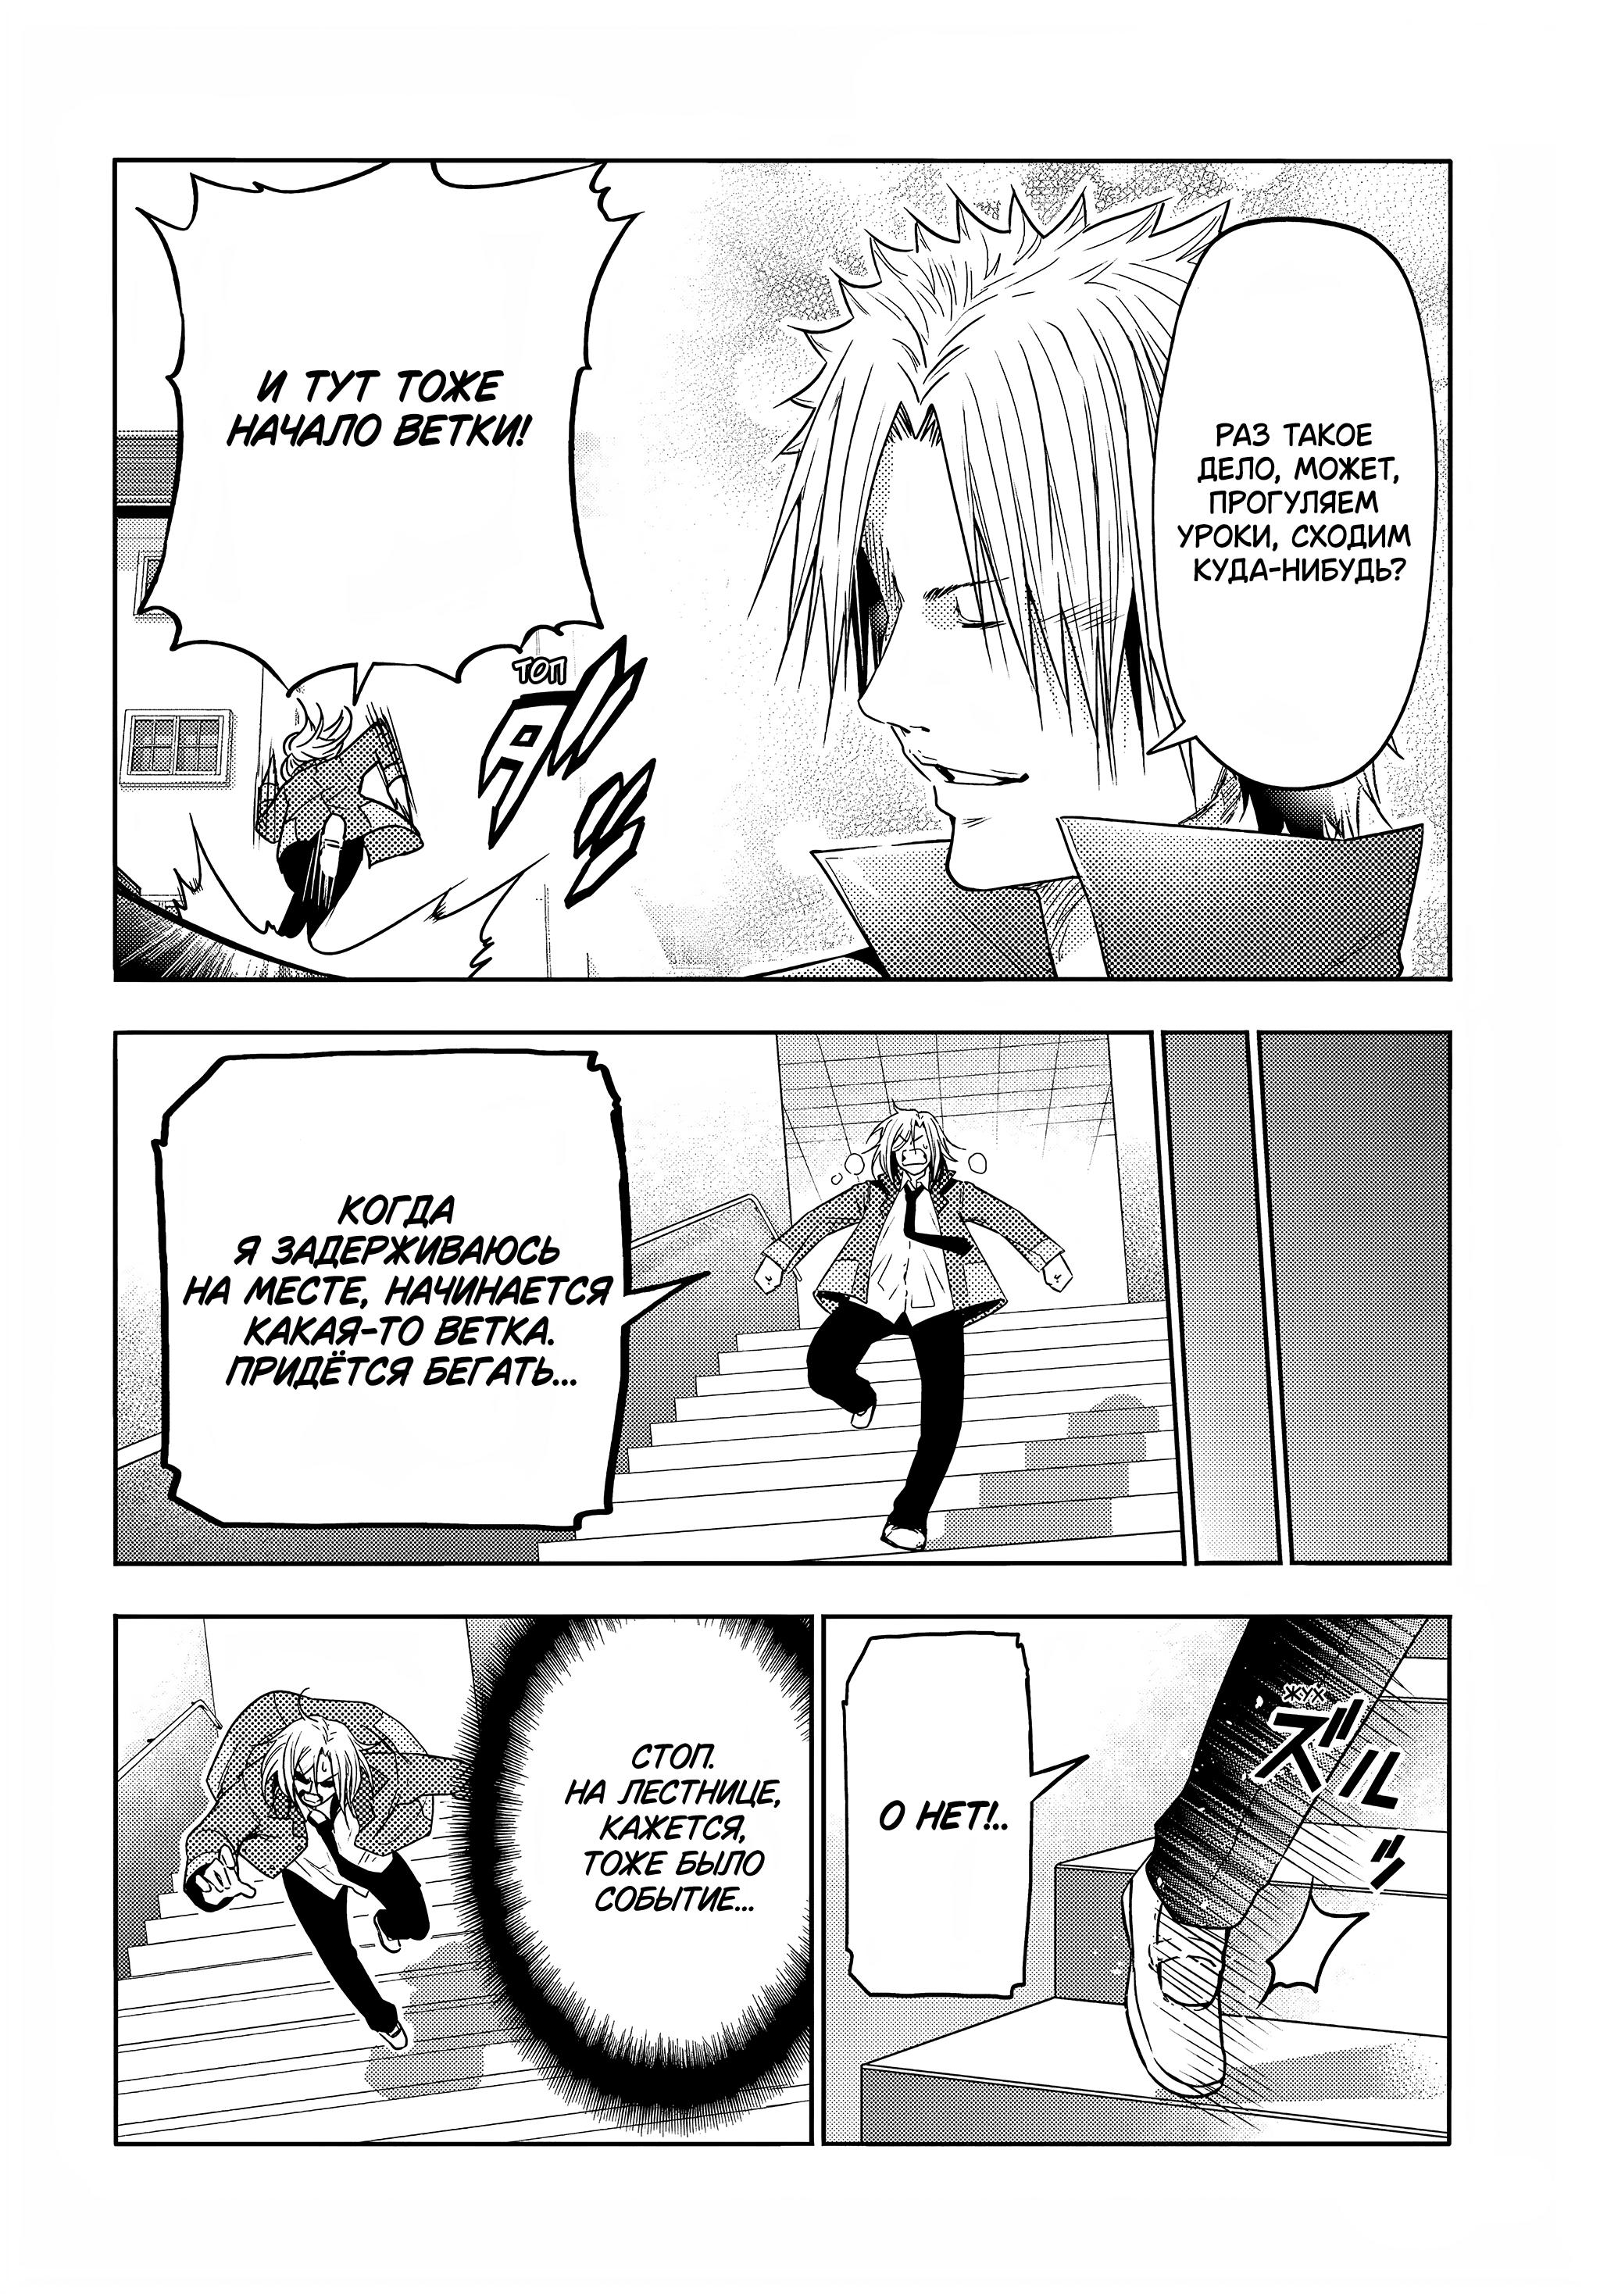 РАЗ ТАКОЕ
ДЕЛО, МОЖЕТ,
ПРОГУЛЯЕМ
УРОКИ, СХОДИМ
КУДА-НИБУДЬ?
И ТУТ ТОЖЕ
НАЧАЛО ВЕТКИ!
ТОП
КОГДА
Я ЗАДЕРЖИВАЮСЬ
НА МЕСТЕ, НАЧИНАЕТСЯ
КАКАЯ-ТО ВЕТКА.
ПРИДЁТСЯ БЕГАТЬ...
ЖУХ
ズルッ
О НЕТ!..
СТОП.
НА ЛЕСТНИЦЕ,
КАЖЕТСЯ,
ТОЖЕ БЫЛО
СОБЫТИЕ...